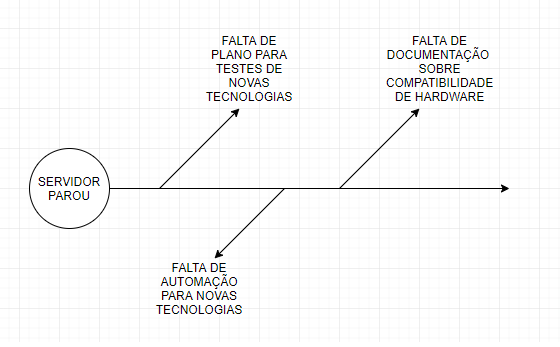 FALTA DE
PLANO PARA
TESTES DE
NOVAS
TECNOLOGIAS
FALTA DE
DOCUMENTAÇÃO
SOBRE
COMPATIBILIDADE
DE HARDWARE
SERVIDOR
PAROU
FALTA DE
AUTOMAÇÃO
PARA NOVAS
TECNOLOGIAS